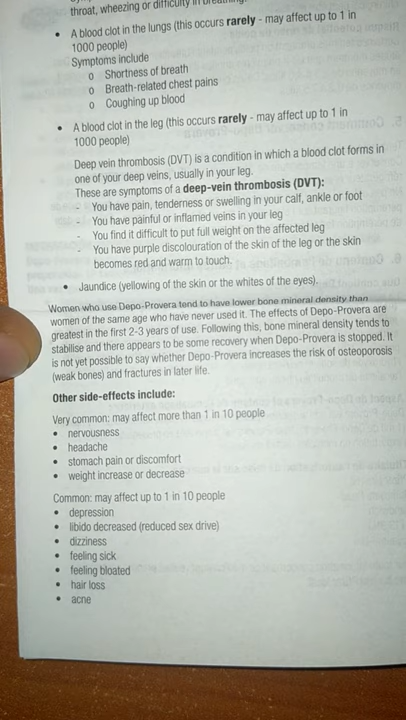 throat, wheezing or difficulty in breathing.
• A blood clot in the lungs (this occurs rarely - may affect up to 1 in
1000 people)
Symptoms include
o Shortness of breath
o Breath-related chest pains
o Coughing up blood
• A blood clot in the leg (this occurs rarely - may affect up to 1 in
1000 people)
Deep vein thrombosis (DVT) is a condition in which a blood clot forms in
one of your deep veins, usually in your leg.
These are symptoms of a deep-vein thrombosis (DVT):
- You have pain, tenderness or swelling in your calf, ankle or foot
- You have painful or inflamed veins in your leg
- You find it difficult to put full weight on the affected leg
- You have purple discolouration of the skin of the leg or the skin
becomes red and warm to touch.
• Jaundice (yellowing of the skin or the whites of the eyes).
Women who use Depo-Provera tend to have lower bone mineral density than
women of the same age who have never used it. The effects of Depo-Provera are
greatest in the first 2-3 years of use. Following this, bone mineral density tends to
stabilise and there appears to be some recovery when Depo-Provera is stopped. It
is not yet possible to say whether Depo-Provera increases the risk of osteoporosis
(weak bones) and fractures in later life.
Other side-effects include:
Very common: may affect more than 1 in 10 people
• nervousness
• headache
• stomach pain or discomfort
• weight increase or decrease
Common: may affect up to 1 in 10 people
• depression
• libido decreased (reduced sex drive)
• dizziness
• feeling sick
• feeling bloated
• hair loss
• acne